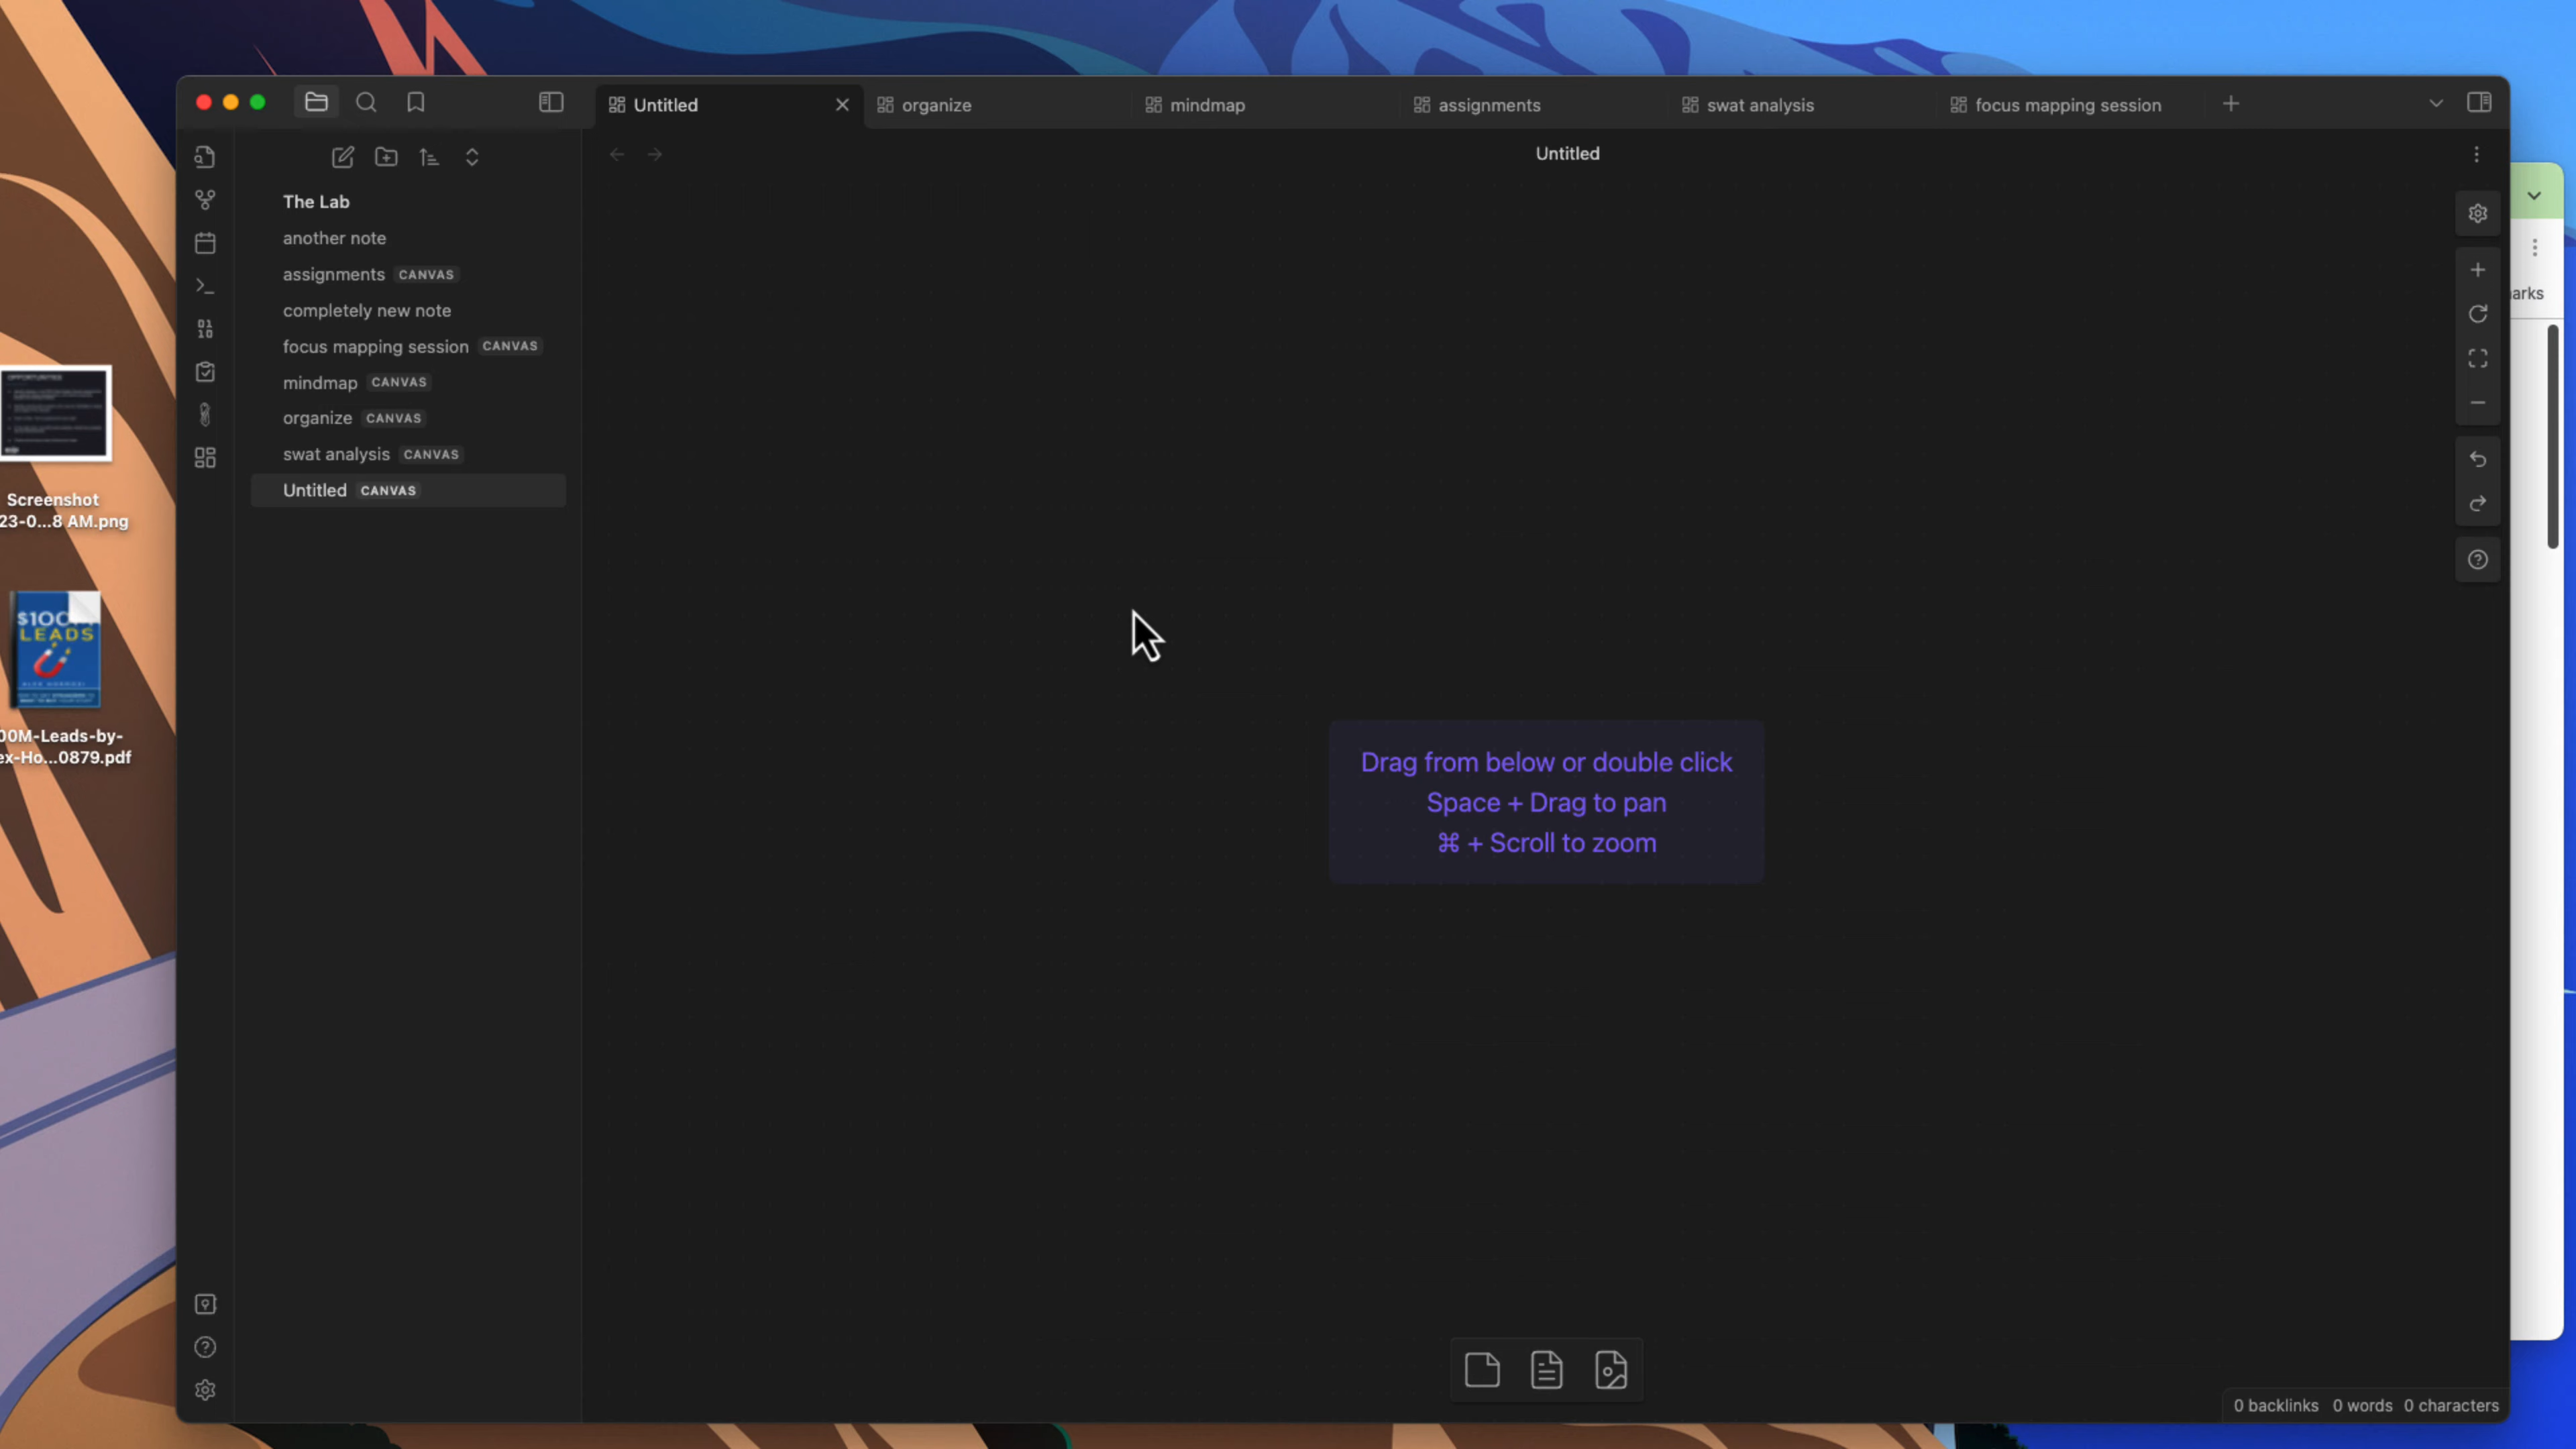 Untitled
organize
mindmap
assignments
swat analysis
focus mapping session
Untitled
The Lab
another note
assignments CANVAS
completely new note
focus mapping session CANVAS
mindmap CANVAS
organize CANVAS
swat analysis CANVAS
Untitled CANVAS
arks
OPPORTUNITIES
Screenshot
23-0...8 AM.png
LEADS
00M-Leads-by-
ex-Ho...0879.pdf
Drag from below or double click
Space + Drag to pan
⌘ + Scroll to zoom
0 backlinks 0 words 0 characters